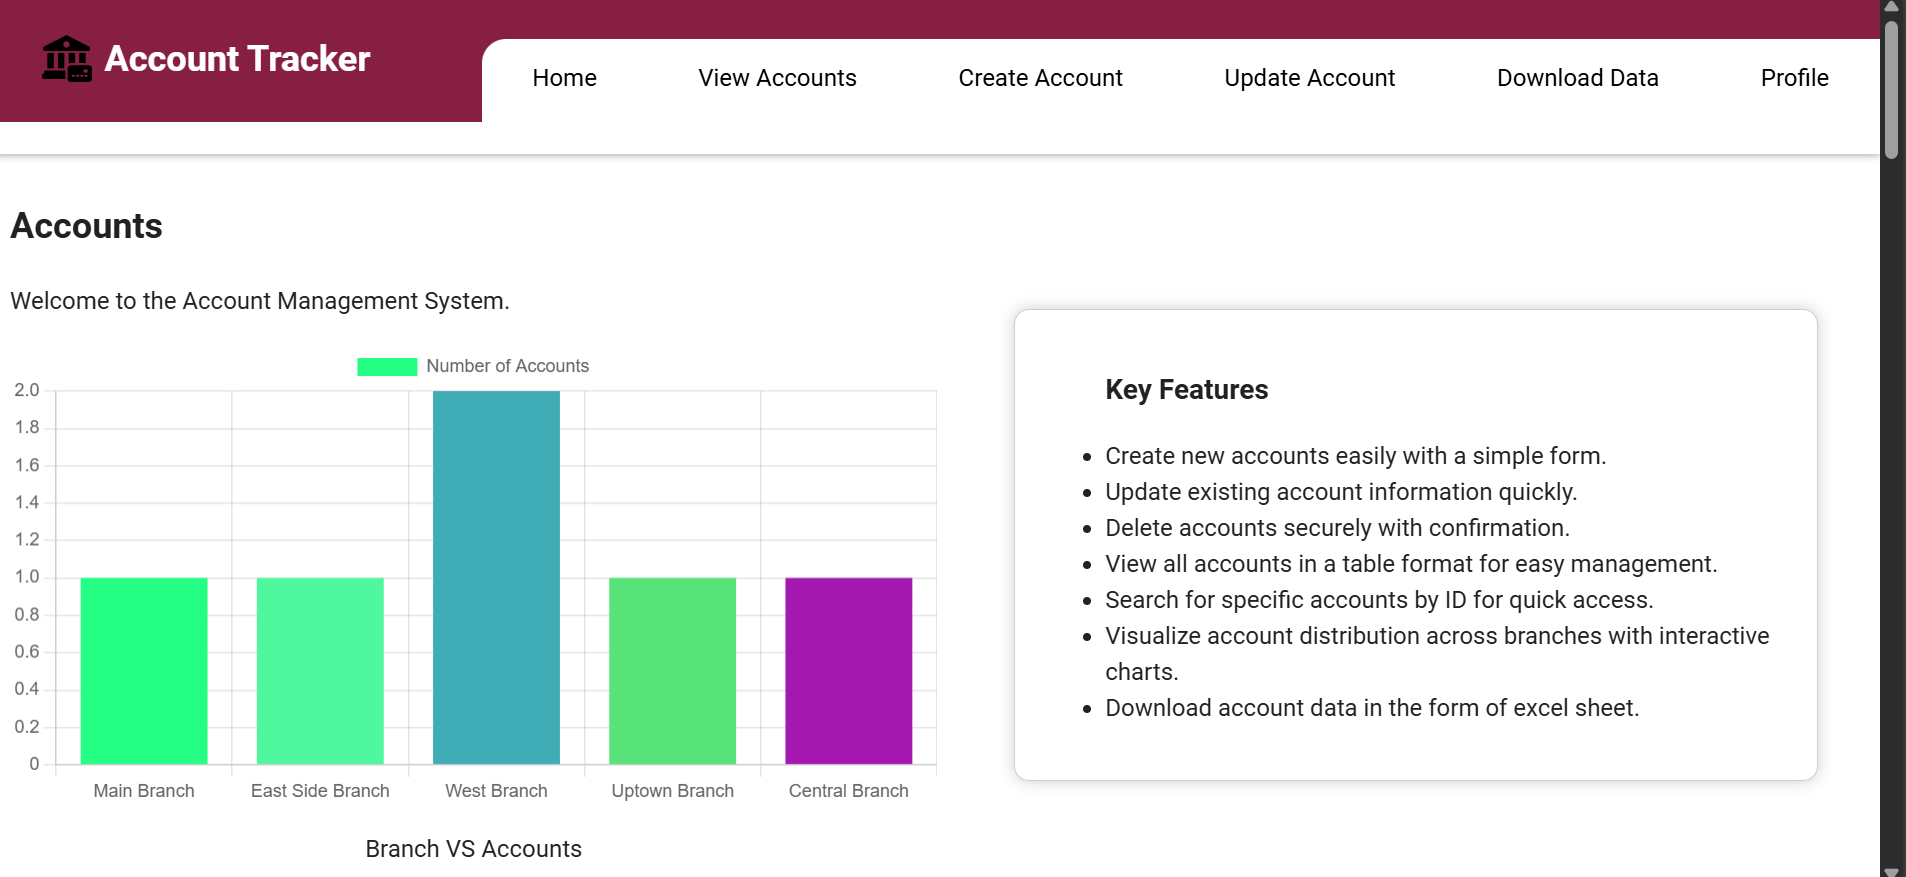 Account Tracker
Home
View Accounts
Create Account
Update Account
Download Data
Profile
Accounts
Welcome to the Account Management System.
Number of Accounts
2.0
1.8
1.6
1.4
1.2
1.0
0.8
0.6
0.4
0.2
0
Main Branch
East Side Branch
West Branch
Uptown Branch
Central Branch
Branch VS Accounts
Key Features
Create new accounts easily with a simple form.
Update existing account information quickly.
Delete accounts securely with confirmation.
View all accounts in a table format for easy management.
Search for specific accounts by ID for quick access.
Visualize account distribution across branches with interactive
charts.
Download account data in the form of excel sheet.